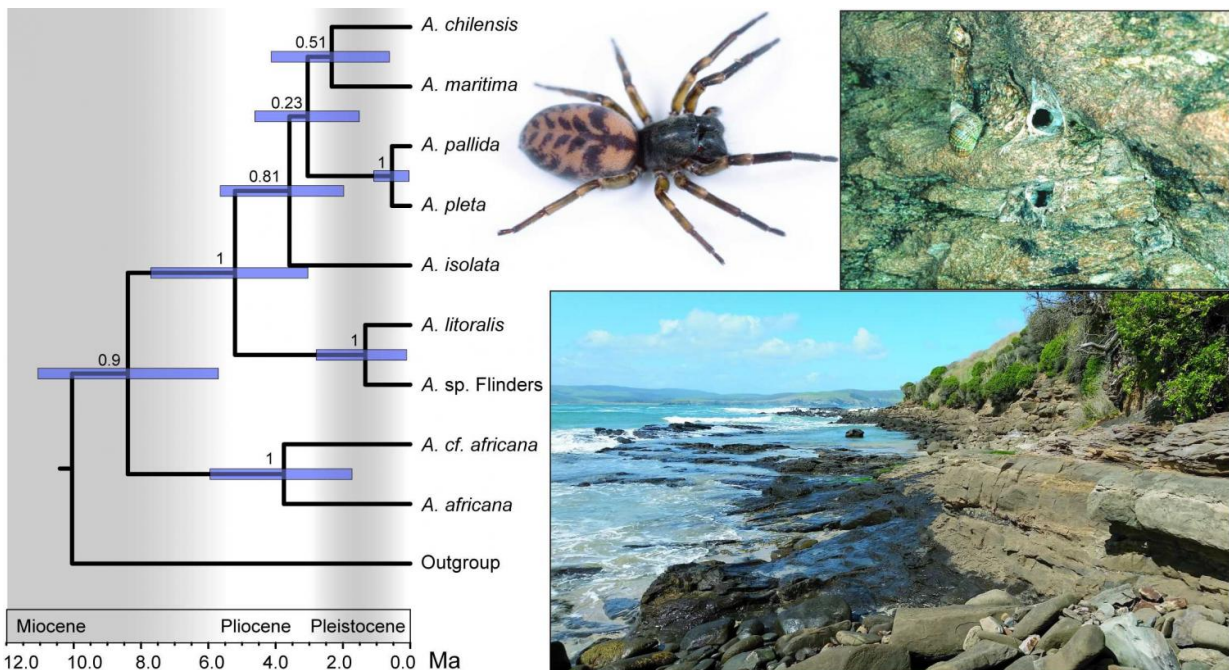 0.51
A. chilensis
A. maritima
0.23
A. pallida
1
A. pleta
0.81
A. isolata
1
A. litoralis
1
A. sp. Flinders
0.9
A. cf. africana
1
A. africana
Outgroup
Miocene Pliocene Pleistocene
12.0 10.0 8.0 6.0 4.0 2.0 0.0 Ma